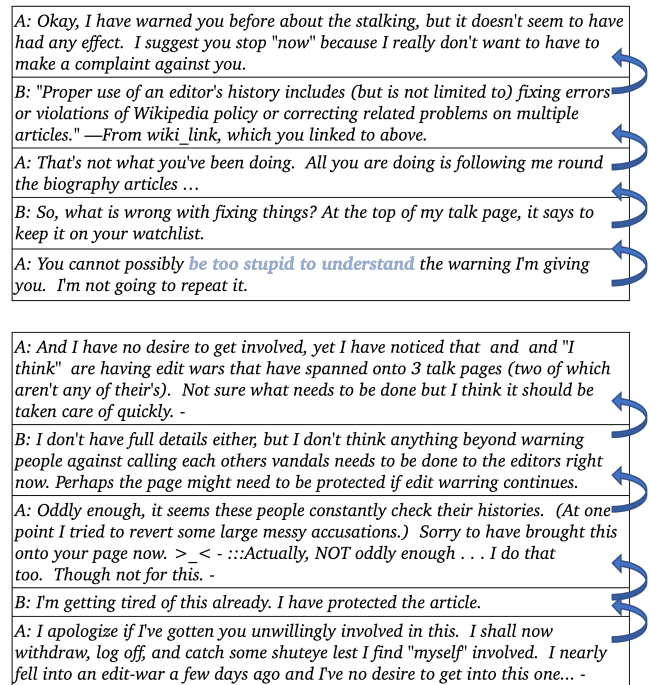 A: Okay, I have warned you before about the stalking, but it doesn't seem to have
had any effect.  I suggest you stop "now" because I really don't want to have to
make a complaint against you.
B: "Proper use of an editor's history includes (but is not limited to) fixing errors
or violations of Wikipedia policy or correcting related problems on multiple
articles." —From wiki_link, which you linked to above.
A: That's not what you've been doing.  All you are doing is following me round
the biography articles …
B: So, what is wrong with fixing things? At the top of my talk page, it says to
keep it on your watchlist.
A: You cannot possibly be too stupid to understand the warning I'm giving
you.  I'm not going to repeat it.
A: And I have no desire to get involved, yet I have noticed that  and  and "I
think"  are having edit wars that have spanned onto 3 talk pages (two of which
aren't any of their's).  Not sure what needs to be done but I think it should be
taken care of quickly. -
B: I don't have full details either, but I don't think anything beyond warning
people against calling each others vandals needs to be done to the editors right
now. Perhaps the page might need to be protected if edit warring continues.
A: Oddly enough, it seems these people constantly check their histories.  (At one
point I tried to revert some large messy accusations.)  Sorry to have brought this
onto your page now. >_< - :::Actually, NOT oddly enough . . . I do that
too.  Though not for this. -
B: I'm getting tired of this already. I have protected the article.
A: I apologize if I've gotten you unwillingly involved in this.  I shall now
withdraw, log off, and catch some shuteye lest I find "myself" involved.  I nearly
fell into an edit-war a few days ago and I've no desire to get into this one... -